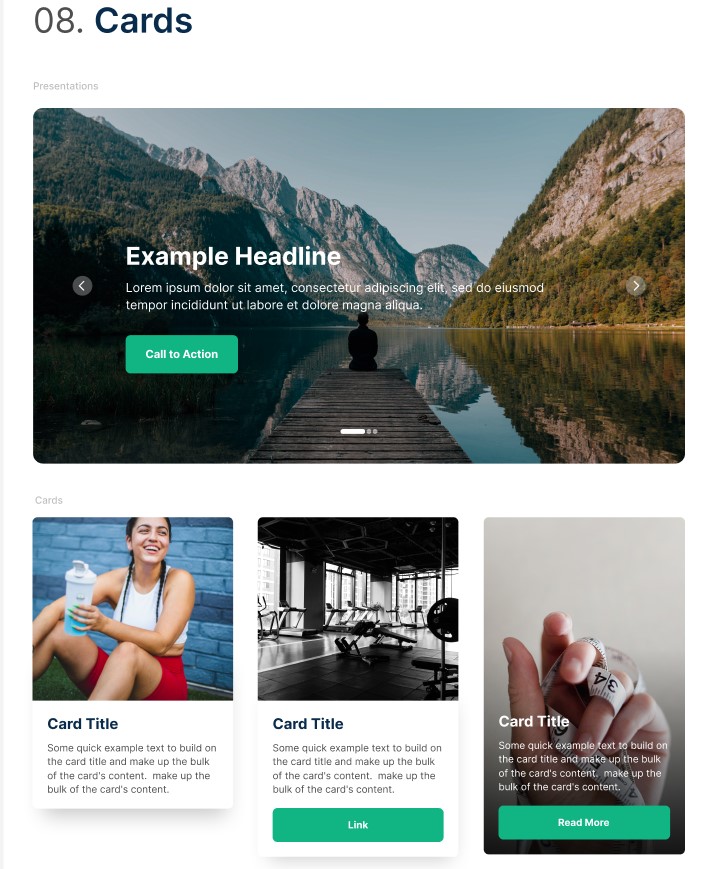 08. Cards
Presentations
Example Headline
Lorem ipsum dolor sit amet, consectetur adipiscing elit, sed do eiusmod
tempor incididunt ut labore et dolore magna aliqua.
Call to Action
Cards
Card Title
Some quick example text to build on
the card title and make up the bulk
of the card's content.  make up the
bulk of the card's content.
Card Title
Some quick example text to build on
the card title and make up the bulk
of the card's content.  make up the
bulk of the card's content.
Link
34
Card Title
Some quick example text to build on
the card title and make up the bulk
of the card's content.  make up the
bulk of the card's content.
Read More